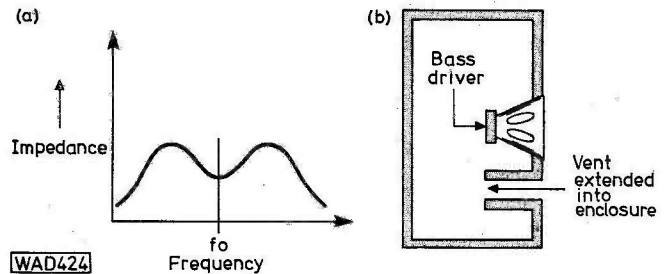 (a)
Impedance
fo
Frequency
WAD424
(b)
Bass
driver
Vent
extended
into
enclosure